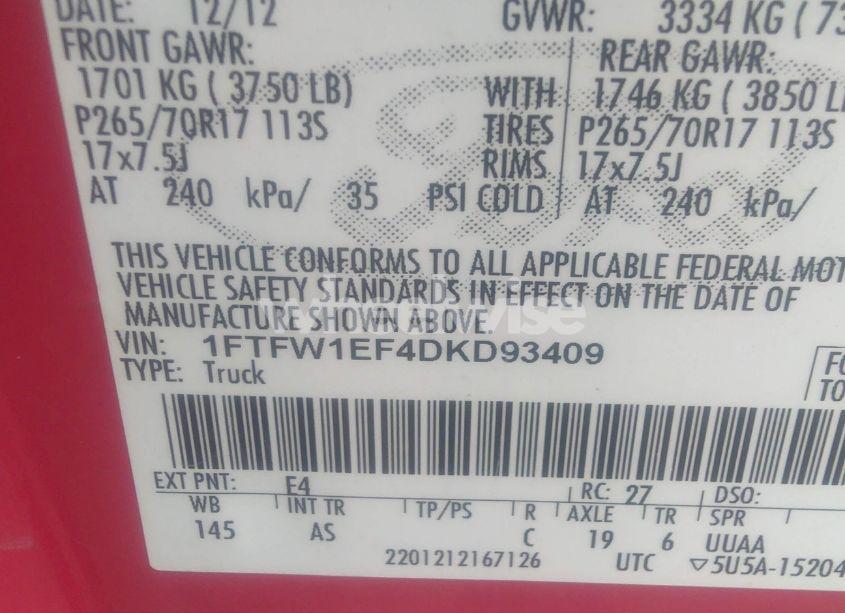 DATE: 12/12 GVWR: 3334 KG ( 73
FRONT GAWR: REAR GAWR:
1701 KG ( 3750 LB) WITH 1746 KG ( 3850 L
P265/70R17 113S TIRES P265/70R17 113S
17x7.5J RIMS 17x7.5J
AT 240 kPa/ 35 PSI COLD AT 240 kPa/
THIS VEHICLE CONFORMS TO ALL APPLICABLE FEDERAL MOT
VEHICLE SAFETY STANDARDS IN EFFECT ON THE DATE OF
MANUFACTURE SHOWN ABOVE.
VIN: 1FTFW1EF4DKD93409
TYPE: Truck
FO
TO
EXT PNT: E4 RC: 27 DSO:
WB INT TR TP/PS R AXLE TR SPR
145 AS C 19 6 UUAA
2201212167126 UTC ▽5U5A-15204